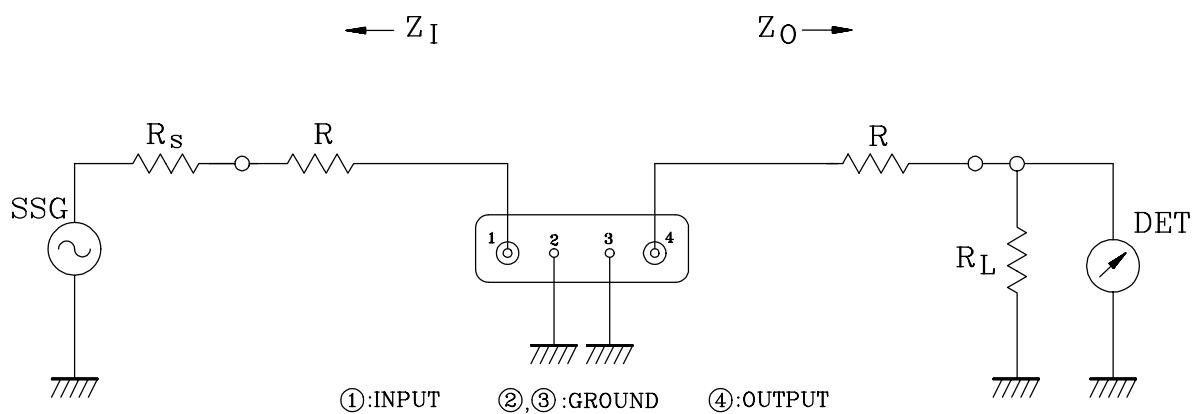 Z_I Z_O
R_S R R
SSG
1 2 3 4
DET
R_L
①:INPUT ②,③:GROUND ④:OUTPUT